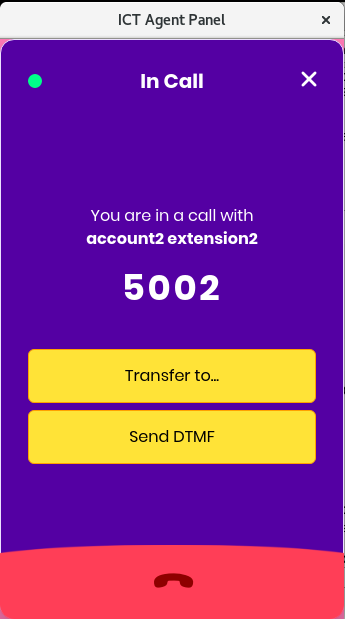 ICT Agent Panel
In Call
You are in a call with
account2 extension2
5002
Transfer to...
Send DTMF